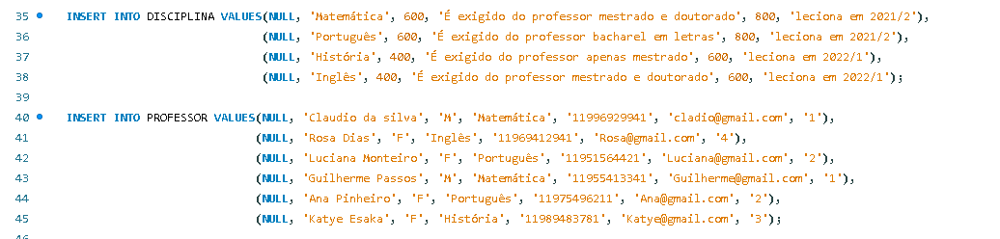 35 INSERT INTO DISCIPLINA VALUES(NULL, 'Matemática', 600, 'É exigido do professor mestrado e doutorado', 800, 'leciona em 2021/2'),
36 (NULL, 'Português', 600, 'É exigido do professor bacharel em letras', 800, 'leciona em 2021/2'),
37 (NULL, 'História', 400, 'É exigido do professor apenas mestrado', 600, 'leciona em 2022/1'),
38 (NULL, 'Inglês', 400, 'É exigido do professor mestrado e doutorado', 600, 'leciona em 2022/1');
39
40 INSERT INTO PROFESSOR VALUES(NULL, 'Claudio da silva', 'M', 'Matemática', '11996929941', 'cladio@gmail.com', '1'),
41 (NULL, 'Rosa Dias', 'F', 'Inglês', '11969412941', 'Rosa@gmail.com', '4'),
42 (NULL, 'Luciana Monteiro', 'F', 'Português', '11951564421', 'Luciana@gmail.com', '2'),
43 (NULL, 'Guilherme Passos', 'M', 'Matemática', '11955413341', 'Guilherme@gmail.com', '1'),
44 (NULL, 'Ana Pinheiro', 'F', 'Português', '11975496211', 'Ana@gmail.com', '2'),
45 (NULL, 'Katye Esaka', 'F', 'História', '11989483781', 'Katye@gmail.com', '3');